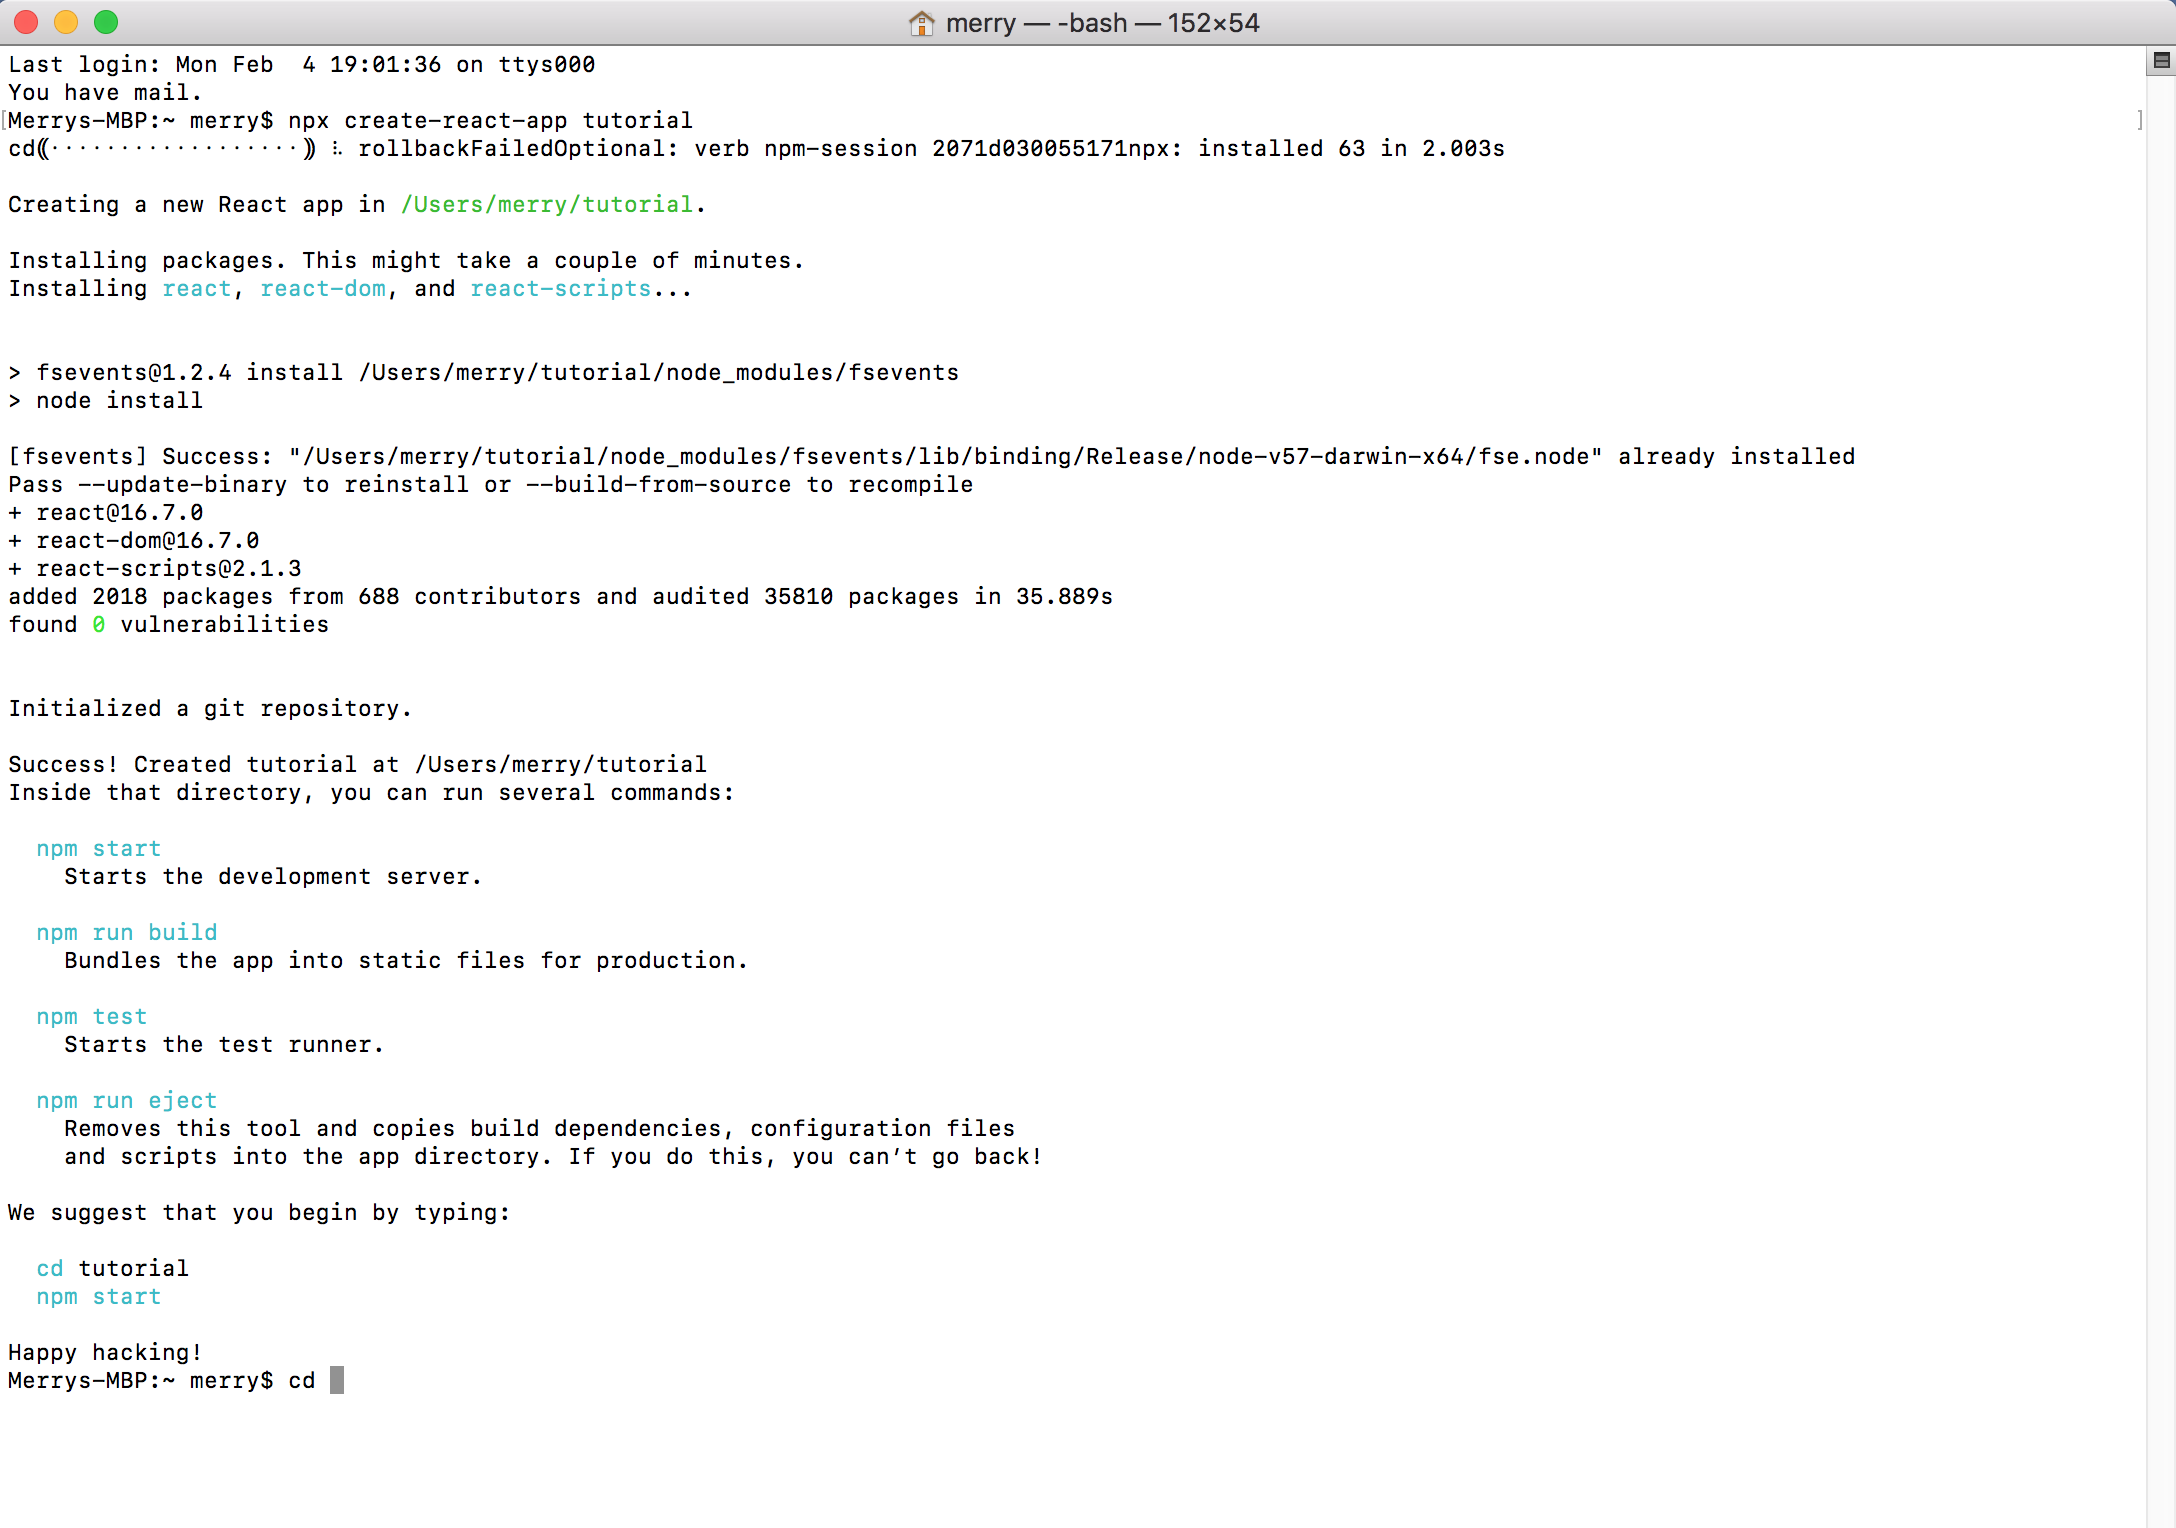 merry — -bash — 152×54
Last login: Mon Feb  4 19:01:36 on ttys000
You have mail.
[Merrys-MBP:~ merry$ npx create-react-app tutorial ]
cd⸨··················⸩ ⠧ rollbackFailedOptional: verb npm-session 2071d030055171npx: installed 63 in 2.003s
Creating a new React app in /Users/merry/tutorial.
Installing packages. This might take a couple of minutes.
Installing react, react-dom, and react-scripts...
> fsevents@1.2.4 install /Users/merry/tutorial/node_modules/fsevents
> node install
[fsevents] Success: "/Users/merry/tutorial/node_modules/fsevents/lib/binding/Release/node-v57-darwin-x64/fse.node" already installed
Pass --update-binary to reinstall or --build-from-source to recompile
+ react@16.7.0
+ react-dom@16.7.0
+ react-scripts@2.1.3
added 2018 packages from 688 contributors and audited 35810 packages in 35.889s
found 0 vulnerabilities
Initialized a git repository.
Success! Created tutorial at /Users/merry/tutorial
Inside that directory, you can run several commands:
  npm start
    Starts the development server.
  npm run build
    Bundles the app into static files for production.
  npm test
    Starts the test runner.
  npm run eject
    Removes this tool and copies build dependencies, configuration files
    and scripts into the app directory. If you do this, you can’t go back!
We suggest that you begin by typing:
  cd tutorial
  npm start
Happy hacking!
Merrys-MBP:~ merry$ cd